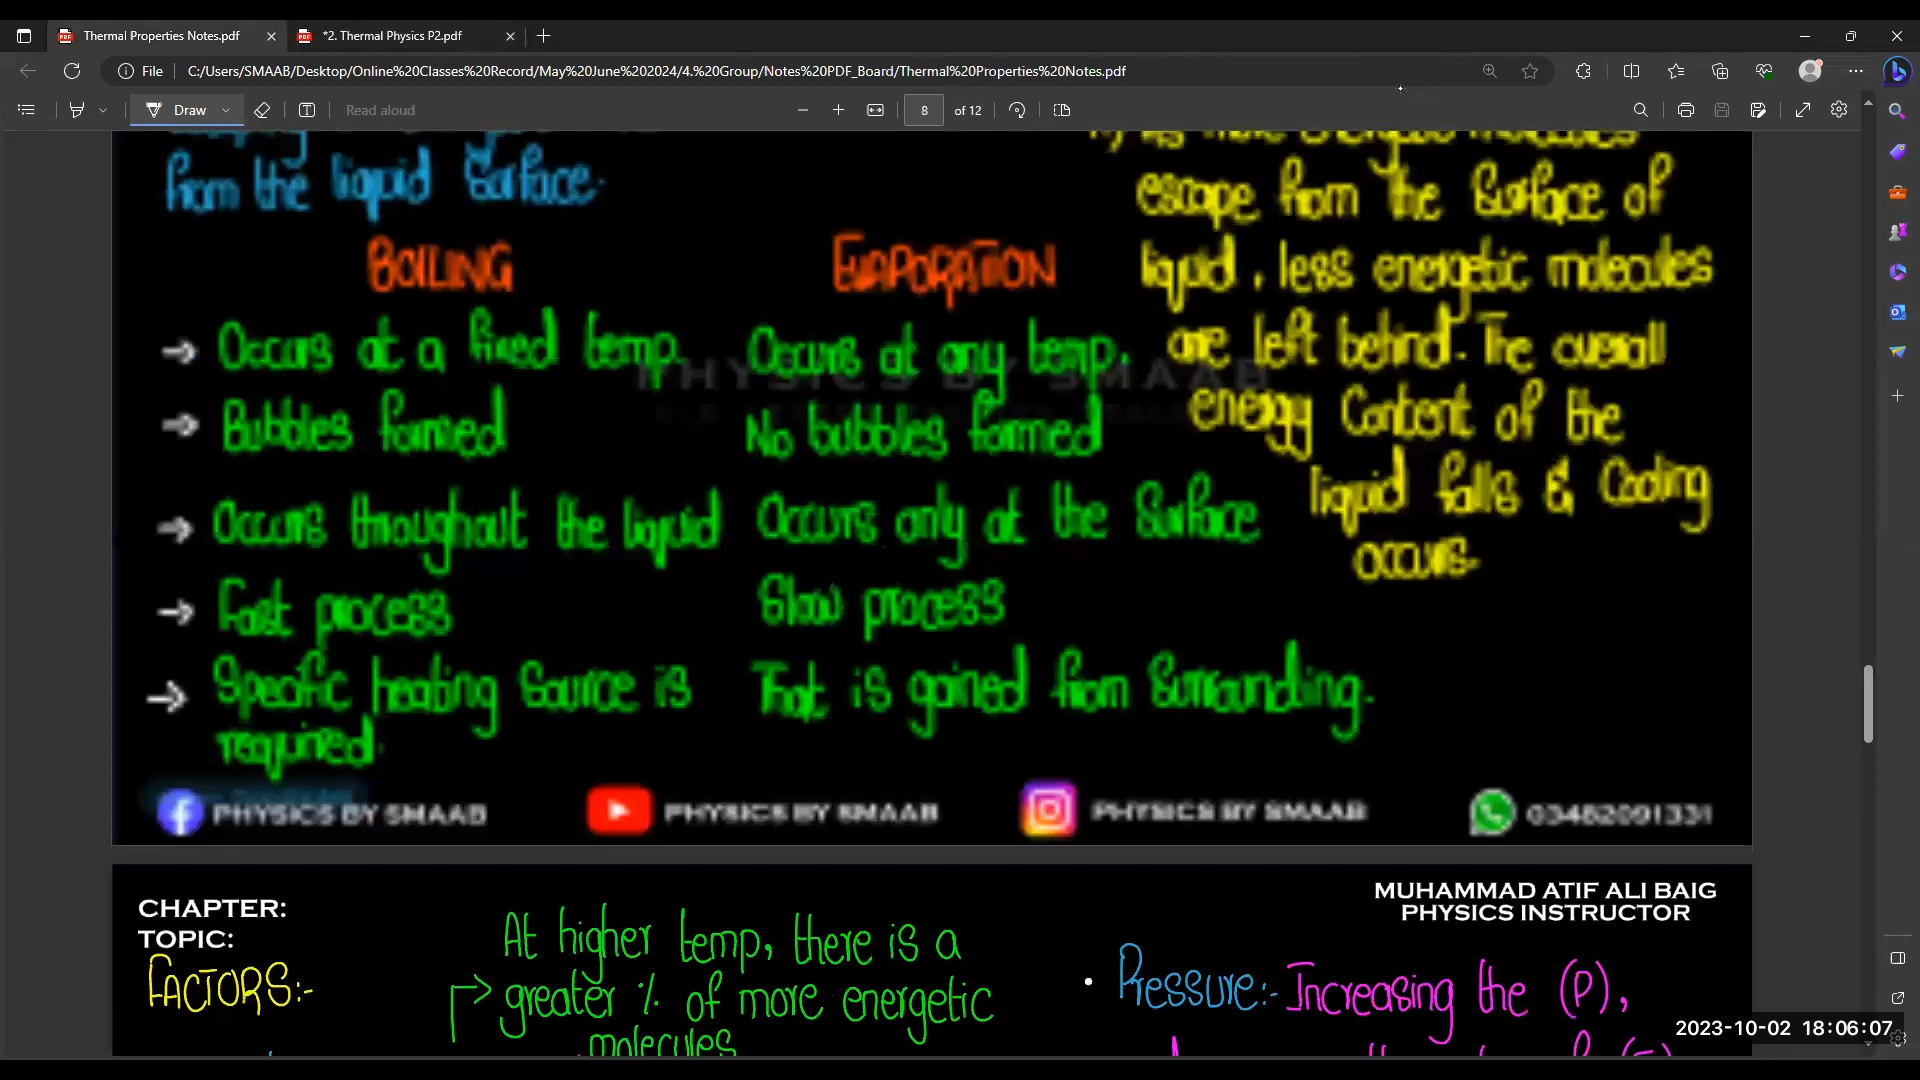 Thermal Properties Notes.pdf
*2. Thermal Physics P2.pdf
File
C:/Users/SMAAB/Desktop/Online%20Classes%20Record/May%20June%202024/4.%20Group/Notes%20PDF_Board/Thermal%20Properties%20Notes.pdf
Draw
Read aloud
8
of 12
from the liquid surface.
molecules
escape from the surface of
liquid, less energetic molecules
are left behind. The overall
energy content of the
liquid falls & Cooling
occurs.
BOILING
EVAPORATION
→ Occurs at a fixed temp
Occurs at any temp.
→ Bubbles formed
No bubbles formed
→ Occurs throughout the liquid
Occurs only at the surface
→ Fast process
Slow process
→ Specific heating source is
required.
That is gained from surrounding.
PHYSICS BY SMAAB
PHYSICS BY SMAAB
PHYSICS BY SMAAB
PHYSICS BY SMAAB
03482091331
CHAPTER:
TOPIC:
MUHAMMAD ATIF ALI BAIG
PHYSICS INSTRUCTOR
FACTORS:-
At higher temp, there is a
greater % of more energetic
molecules
• Pressure:- Increasing the (P),
2023-10-02 18:06:07